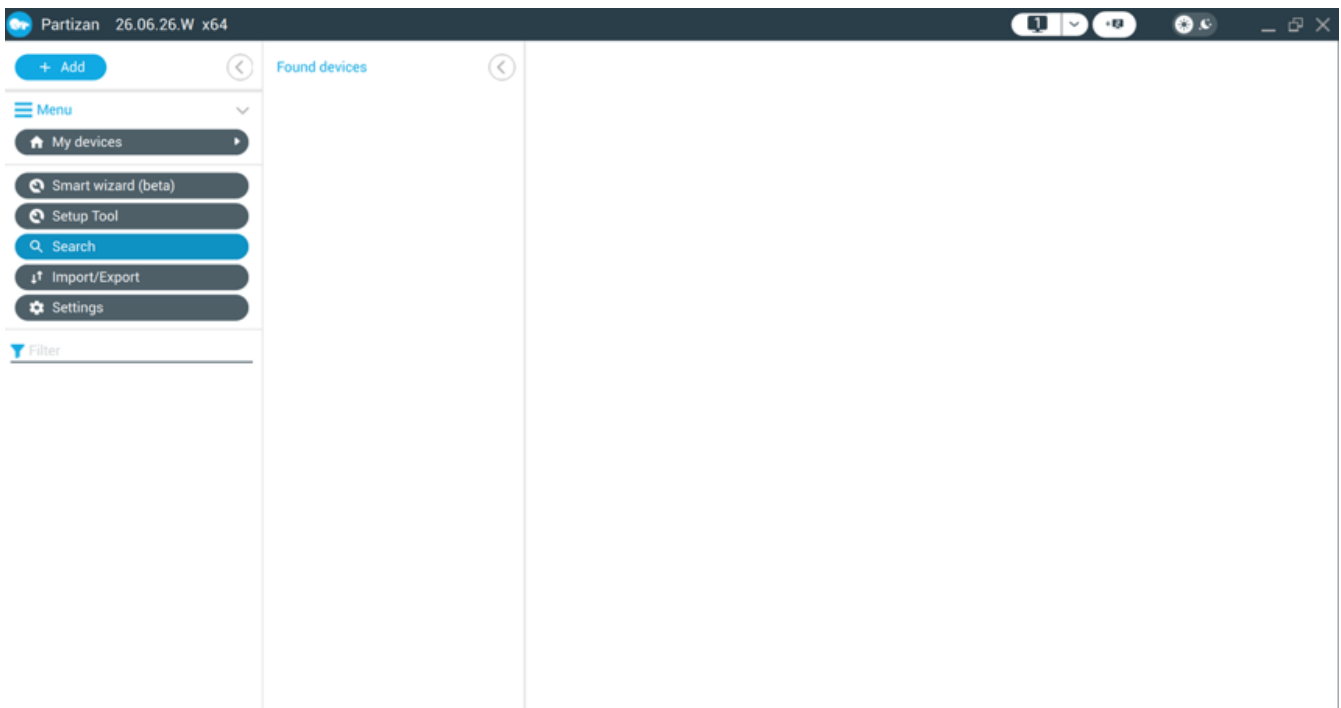 Partizan 26.06.26.W x64
1
+ Add
Found devices
Menu
My devices
Smart wizard (beta)
Setup Tool
Search
Import/Export
Settings
Filter